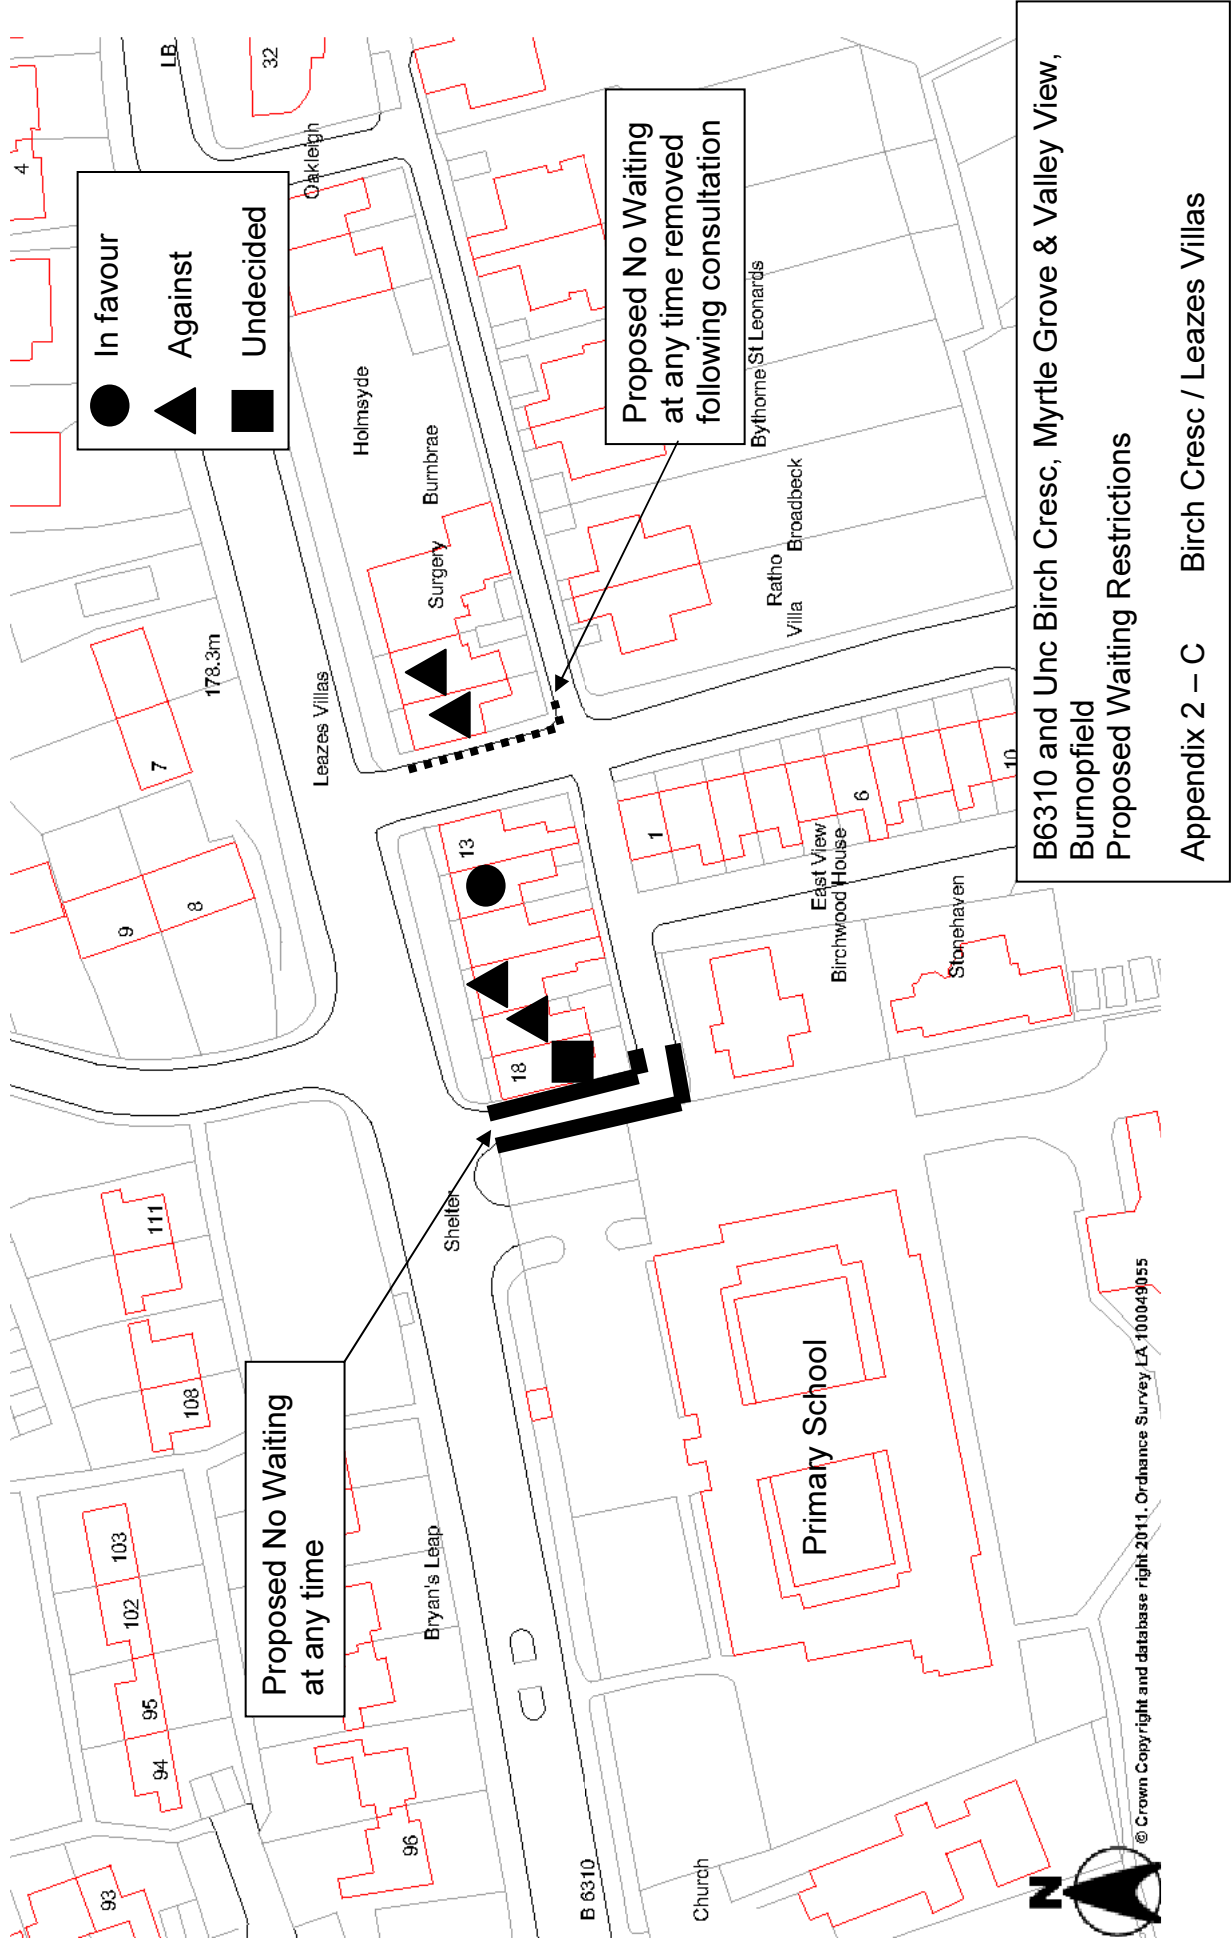 93
94
95
102
103
108
111
9
8
7
178.3m
4
LB
32
In favour
Against
Undecided
Proposed No Waiting
at any time
96
Bryan's Leap
Shelter
Leazes Villas
Holmsyde
Oakleigh
Burnbrae
Surgery
13
18
Proposed No Waiting
at any time removed
following consultation
B 6310
Church
Primary School
1
6
10
East View
Birchwood House
Stonehaven
Ratho
Villa
Broadbeck
Bythorne
St Leonards
N
© Crown Copyright and database right 2011. Ordnance Survey LA 100049055
B6310 and Unc Birch Cresc, Myrtle Grove & Valley View,
Burnopfield
Proposed Waiting Restrictions
Appendix 2 – C Birch Cresc / Leazes Villas